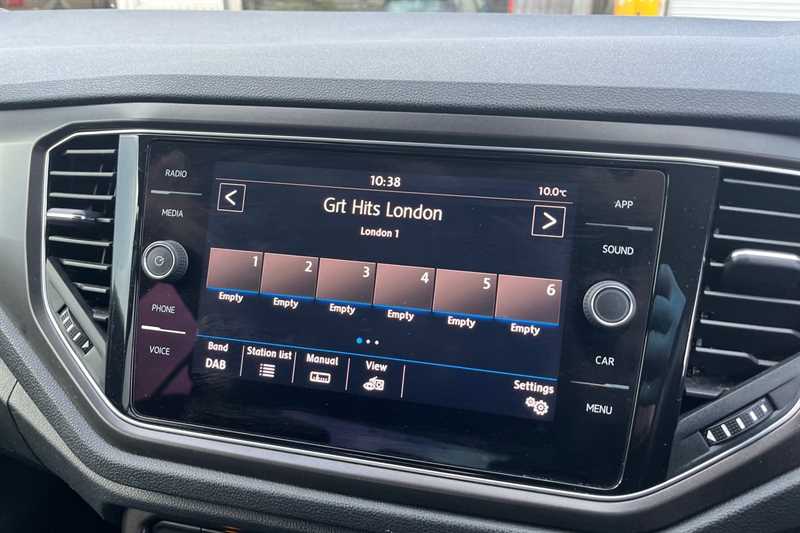 RADIO
MEDIA
PHONE
VOICE
10:38
10.0°C
<
Grt Hits London
>
London 1
1 2 3 4 5 6
Empty Empty Empty Empty Empty Empty
Band Station list Manual View Settings
DAB
APP
SOUND
CAR
MENU